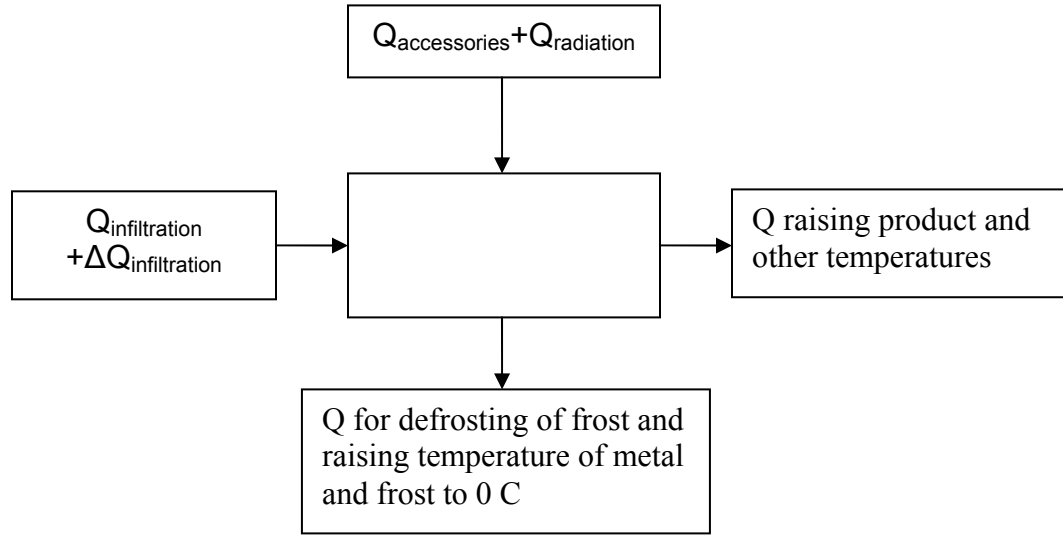 Qaccessories+Qradiation
Qinfiltration
+ΔQinfiltration
Q raising product and
other temperatures
Q for defrosting of frost and
raising temperature of metal
and frost to 0 C